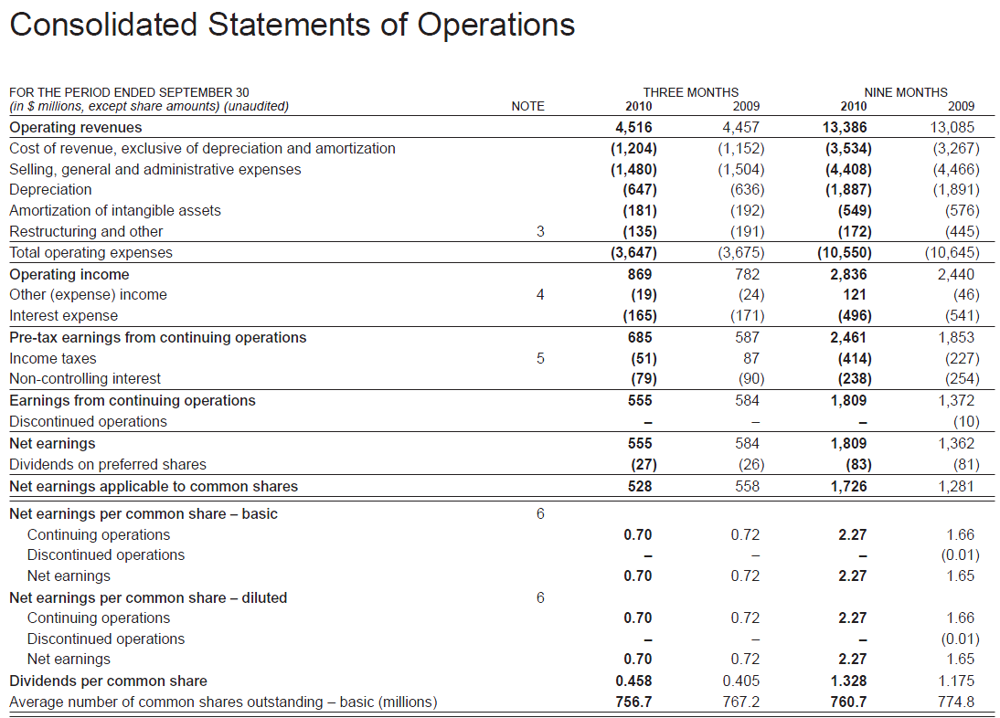 Consolidated Statements of Operations
FOR THE PERIOD ENDED SEPTEMBER 30 THREE MONTHS NINE MONTHS
(in $ millions, except share amounts) (unaudited) NOTE 2010 2009 2010 2009
Operating revenues 4,516 4,457 13,386 13,085
Cost of revenue, exclusive of depreciation and amortization (1,204) (1,152) (3,534) (3,267)
Selling, general and administrative expenses (1,480) (1,504) (4,408) (4,466)
Depreciation (647) (636) (1,887) (1,891)
Amortization of intangible assets (181) (192) (549) (576)
Restructuring and other 3 (135) (191) (172) (445)
Total operating expenses (3,647) (3,675) (10,550) (10,645)
Operating income 869 782 2,836 2,440
Other (expense) income 4 (19) (24) 121 (46)
Interest expense (165) (171) (496) (541)
Pre-tax earnings from continuing operations 685 587 2,461 1,853
Income taxes 5 (51) 87 (414) (227)
Non-controlling interest (79) (90) (238) (254)
Earnings from continuing operations 555 584 1,809 1,372
Discontinued operations – – – (10)
Net earnings 555 584 1,809 1,362
Dividends on preferred shares (27) (26) (83) (81)
Net earnings applicable to common shares 528 558 1,726 1,281
Net earnings per common share – basic 6
Continuing operations 0.70 0.72 2.27 1.66
Discontinued operations – – – (0.01)
Net earnings 0.70 0.72 2.27 1.65
Net earnings per common share – diluted 6
Continuing operations 0.70 0.72 2.27 1.66
Discontinued operations – – – (0.01)
Net earnings 0.70 0.72 2.27 1.65
Dividends per common share 0.458 0.405 1.328 1.175
Average number of common shares outstanding – basic (millions) 756.7 767.2 760.7 774.8